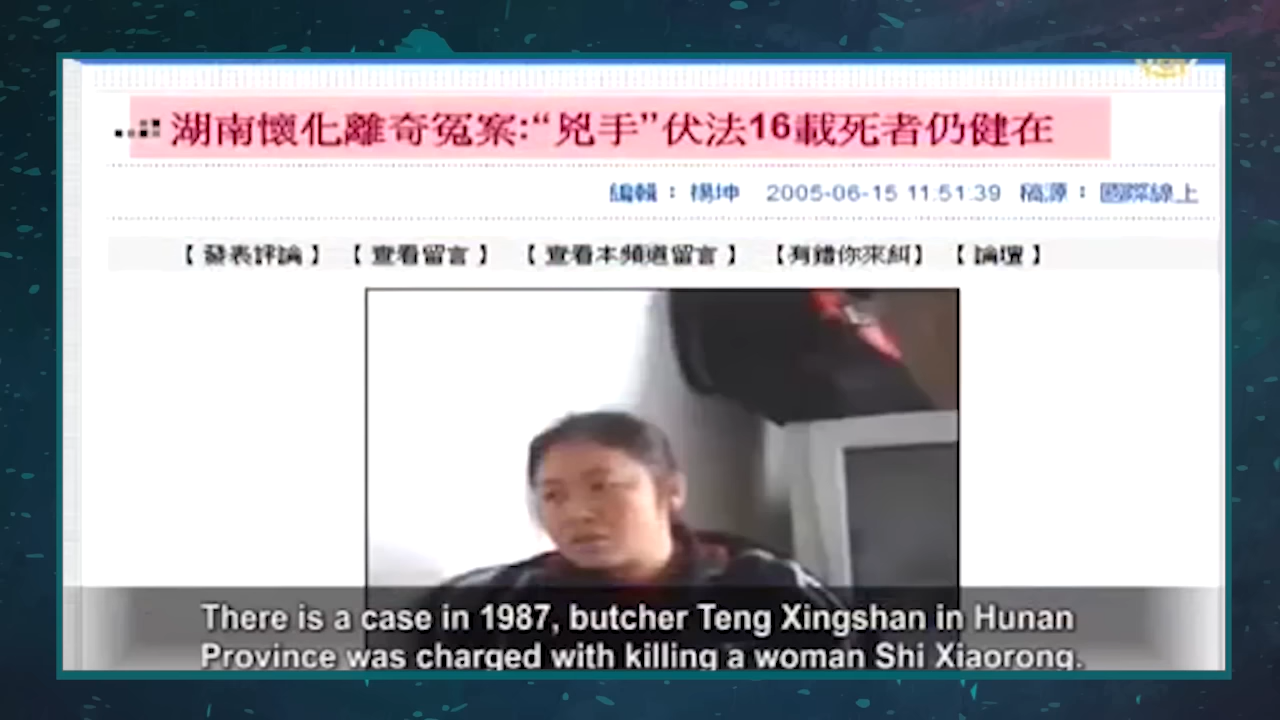 湖南懷化離奇冤案:“兇手”伏法16載死者仍健在
編輯： 楊坤 2005-06-15 11:51:39 稿源： 國際線上
【 發表評論 】 【 查看留言 】 【 查看本頻道留言 】 【有錯你來糾】 【 論壇 】
There is a case in 1987, butcher Teng Xingshan in Hunan
Province was charged with killing a woman Shi Xiaorong.